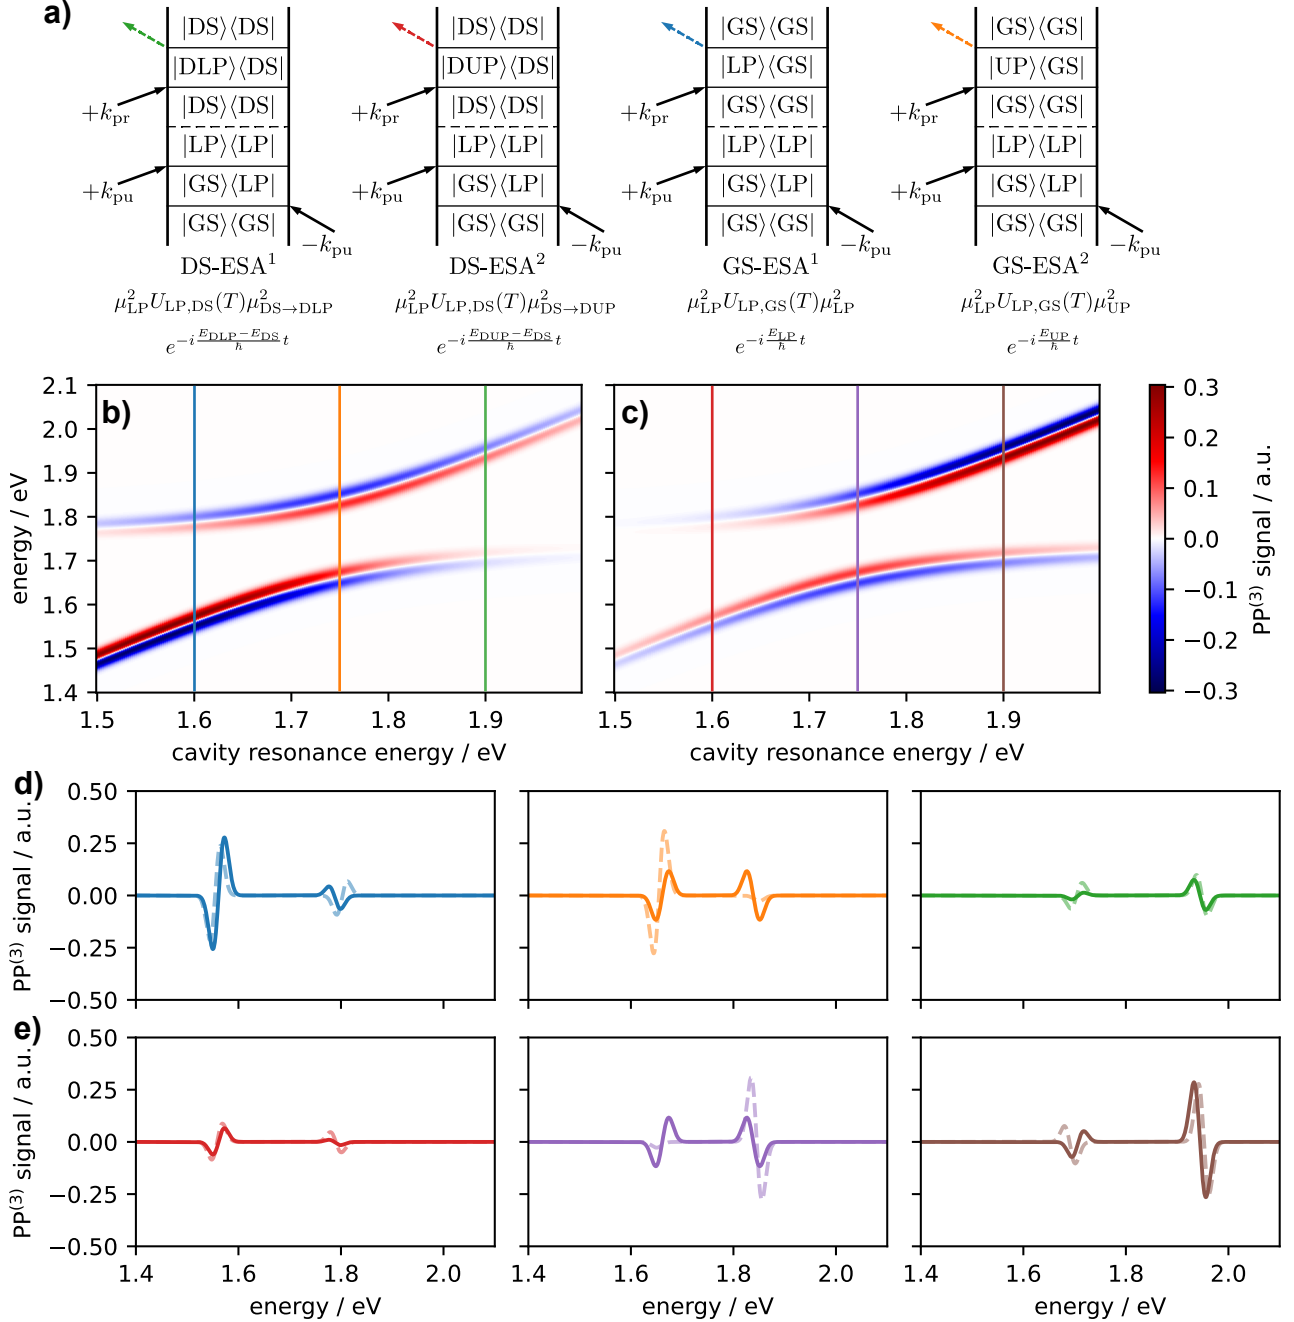 a)
|DS⟩⟨DS| |DS⟩⟨DS| |GS⟩⟨GS| |GS⟩⟨GS|
|DLP⟩⟨DS| |DUP⟩⟨DS| |LP⟩⟨GS| |UP⟩⟨GS|
+k_pr |DS⟩⟨DS| +k_pr |DS⟩⟨DS| +k_pr |GS⟩⟨GS| +k_pr |GS⟩⟨GS|
|LP⟩⟨LP| |LP⟩⟨LP| |LP⟩⟨LP| |LP⟩⟨LP|
+k_pu |GS⟩⟨LP| +k_pu |GS⟩⟨LP| +k_pu |GS⟩⟨LP| +k_pu |GS⟩⟨LP|
|GS⟩⟨GS| −k_pu |GS⟩⟨GS| −k_pu |GS⟩⟨GS| −k_pu |GS⟩⟨GS| −k_pu
DS-ESA¹ DS-ESA² GS-ESA¹ GS-ESA²
μ²_LP U_LP,DS(T)μ²_DS→DLP μ²_LP U_LP,DS(T)μ²_DS→DUP μ²_LP U_LP,GS(T)μ²_LP μ²_LP U_LP,GS(T)μ²_UP
e^{−i (E_DLP−E_DS)/ħ t} e^{−i (E_DUP−E_DS)/ħ t} e^{−i E_LP/ħ t} e^{−i E_UP/ħ t}
b)
energy / eV
2.1
2.0
1.9
1.8
1.7
1.6
1.5
1.4
1.5 1.6 1.7 1.8 1.9
cavity resonance energy / eV
c)
1.5 1.6 1.7 1.8 1.9
cavity resonance energy / eV
0.3
0.2
0.1
0.0
−0.1
−0.2
−0.3
PP⁽³⁾ signal / a.u.
d)
PP⁽³⁾ signal / a.u.
0.50
0.25
0.00
−0.25
−0.50
e)
PP⁽³⁾ signal / a.u.
0.50
0.25
0.00
−0.25
−0.50
1.4 1.6 1.8 2.0 1.4 1.6 1.8 2.0 1.4 1.6 1.8 2.0
energy / eV energy / eV energy / eV